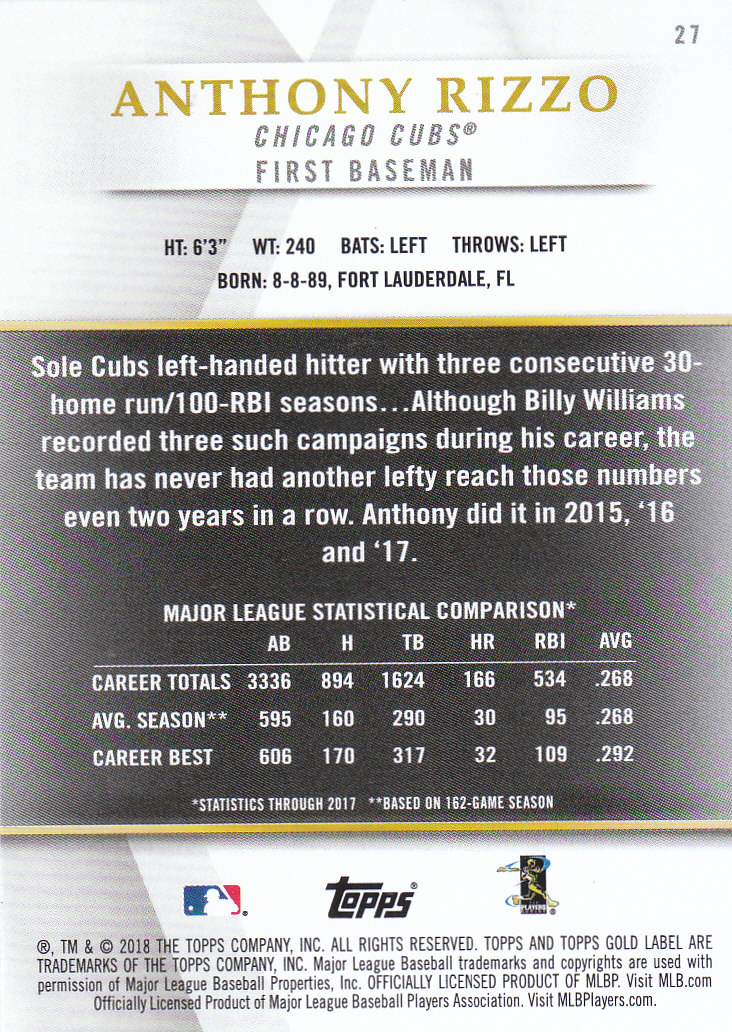 27
ANTHONY RIZZO
CHICAGO CUBS®
FIRST BASEMAN
HT: 6'3" WT: 240 BATS: LEFT THROWS: LEFT
BORN: 8-8-89, FORT LAUDERDALE, FL
Sole Cubs left-handed hitter with three consecutive 30-
home run/100-RBI seasons...Although Billy Williams
recorded three such campaigns during his career, the
team has never had another lefty reach those numbers
even two years in a row. Anthony did it in 2015, '16
and '17.
MAJOR LEAGUE STATISTICAL COMPARISON*
AB H TB HR RBI AVG
CAREER TOTALS 3336 894 1624 166 534 .268
AVG. SEASON** 595 160 290 30 95 .268
CAREER BEST 606 170 317 32 109 .292
*STATISTICS THROUGH 2017 **BASED ON 162-GAME SEASON
topps®
PLAYERS
®, TM & © 2018 THE TOPPS COMPANY, INC. ALL RIGHTS RESERVED. TOPPS AND TOPPS GOLD LABEL ARE
TRADEMARKS OF THE TOPPS COMPANY, INC. Major League Baseball trademarks and copyrights are used with
permission of Major League Baseball Properties, Inc. OFFICIALLY LICENSED PRODUCT OF MLBP. Visit MLB.com
Officially Licensed Product of Major League Baseball Players Association. Visit MLBPlayers.com.